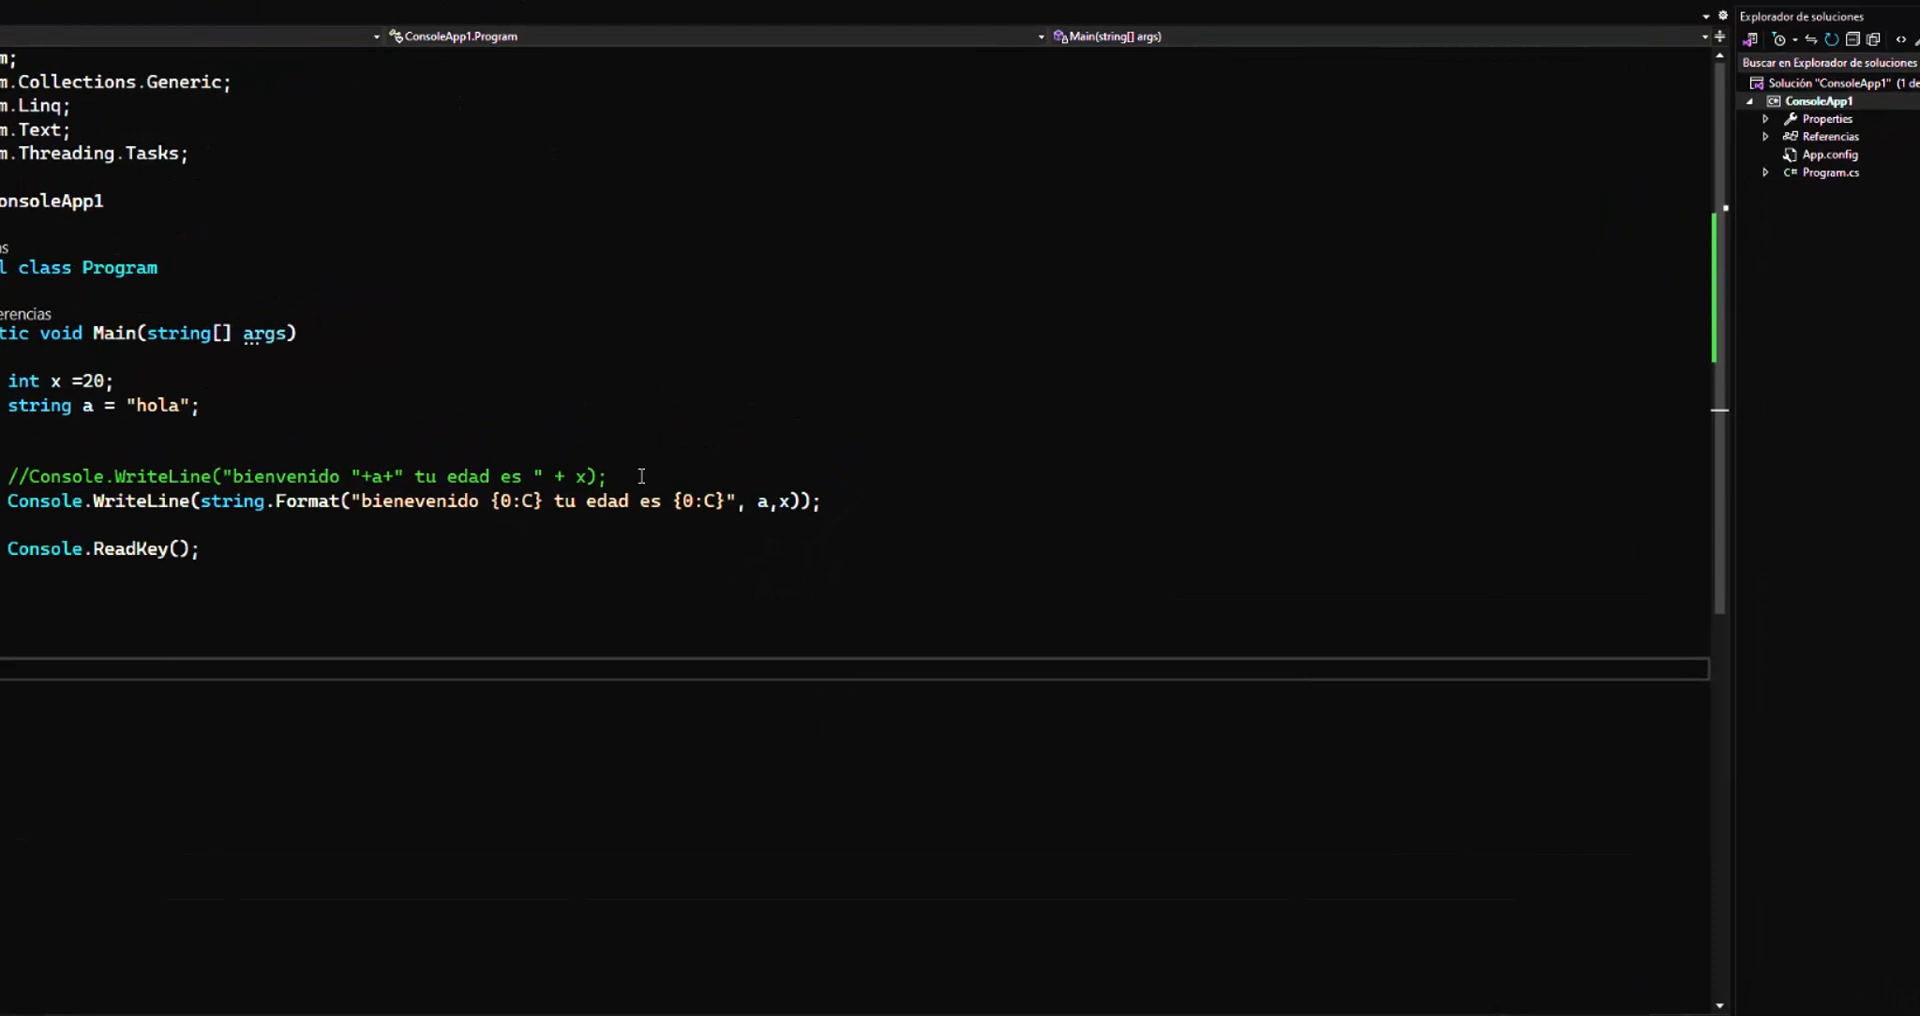 ConsoleApp1.Program
Main(string[] args)
m;
m.Collections.Generic;
m.Linq;
m.Text;
m.Threading.Tasks;
onsoleApp1
as
l class Program
erencias
tic void Main(string[] args)
int x =20;
string a = "hola";
//Console.WriteLine("bienvenido "+a+" tu edad es " + x);
Console.WriteLine(string.Format("bienevenido {0:C} tu edad es {0:C}", a,x));
Console.ReadKey();
Explorador de soluciones
Buscar en Explorador de soluciones
Solución "ConsoleApp1" (1 de
ConsoleApp1
Properties
Referencias
App.config
C# Program.cs